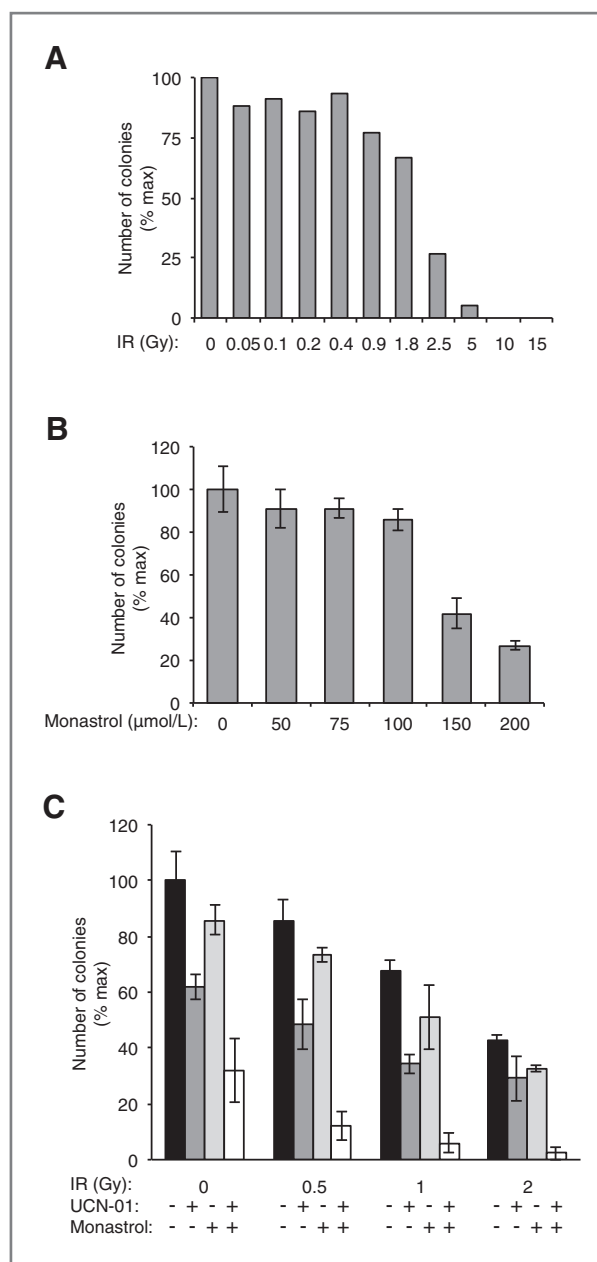 A
Number of colonies
(% max)
100
75
50
25
0
IR (Gy): 0 0.05 0.1 0.2 0.4 0.9 1.8 2.5 5 10 15
B
Number of colonies
(% max)
120
100
80
60
40
20
0
Monastrol (μmol/L): 0 50 75 100 150 200
C
Number of colonies
(% max)
120
100
80
60
40
20
0
IR (Gy): 0 0.5 1 2
UCN-01: - + - + - + - + - + - + - + - +
Monastrol: - - + + - - + + - - + + - - + +